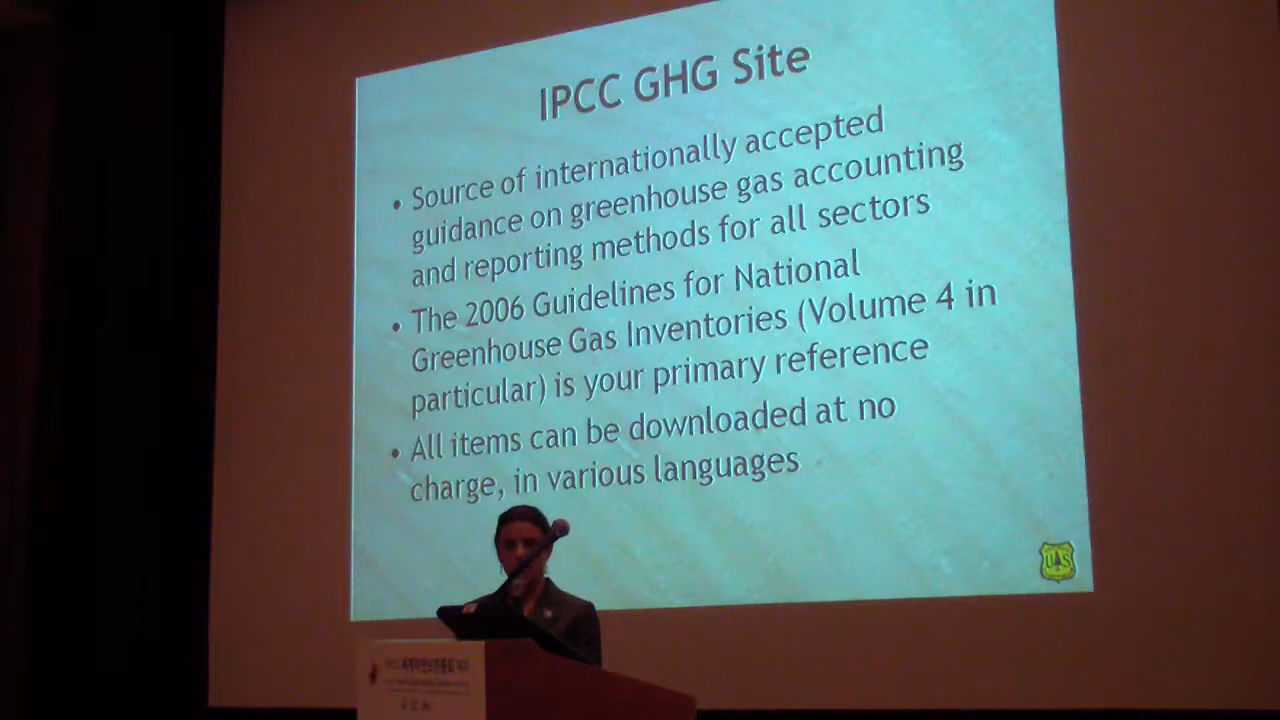 IPCC GHG Site
• Source of internationally accepted
guidance on greenhouse gas accounting
and reporting methods for all sectors
• The 2006 Guidelines for National
Greenhouse Gas Inventories (Volume 4 in
particular) is your primary reference
• All items can be downloaded at no
charge, in various languages
UAS